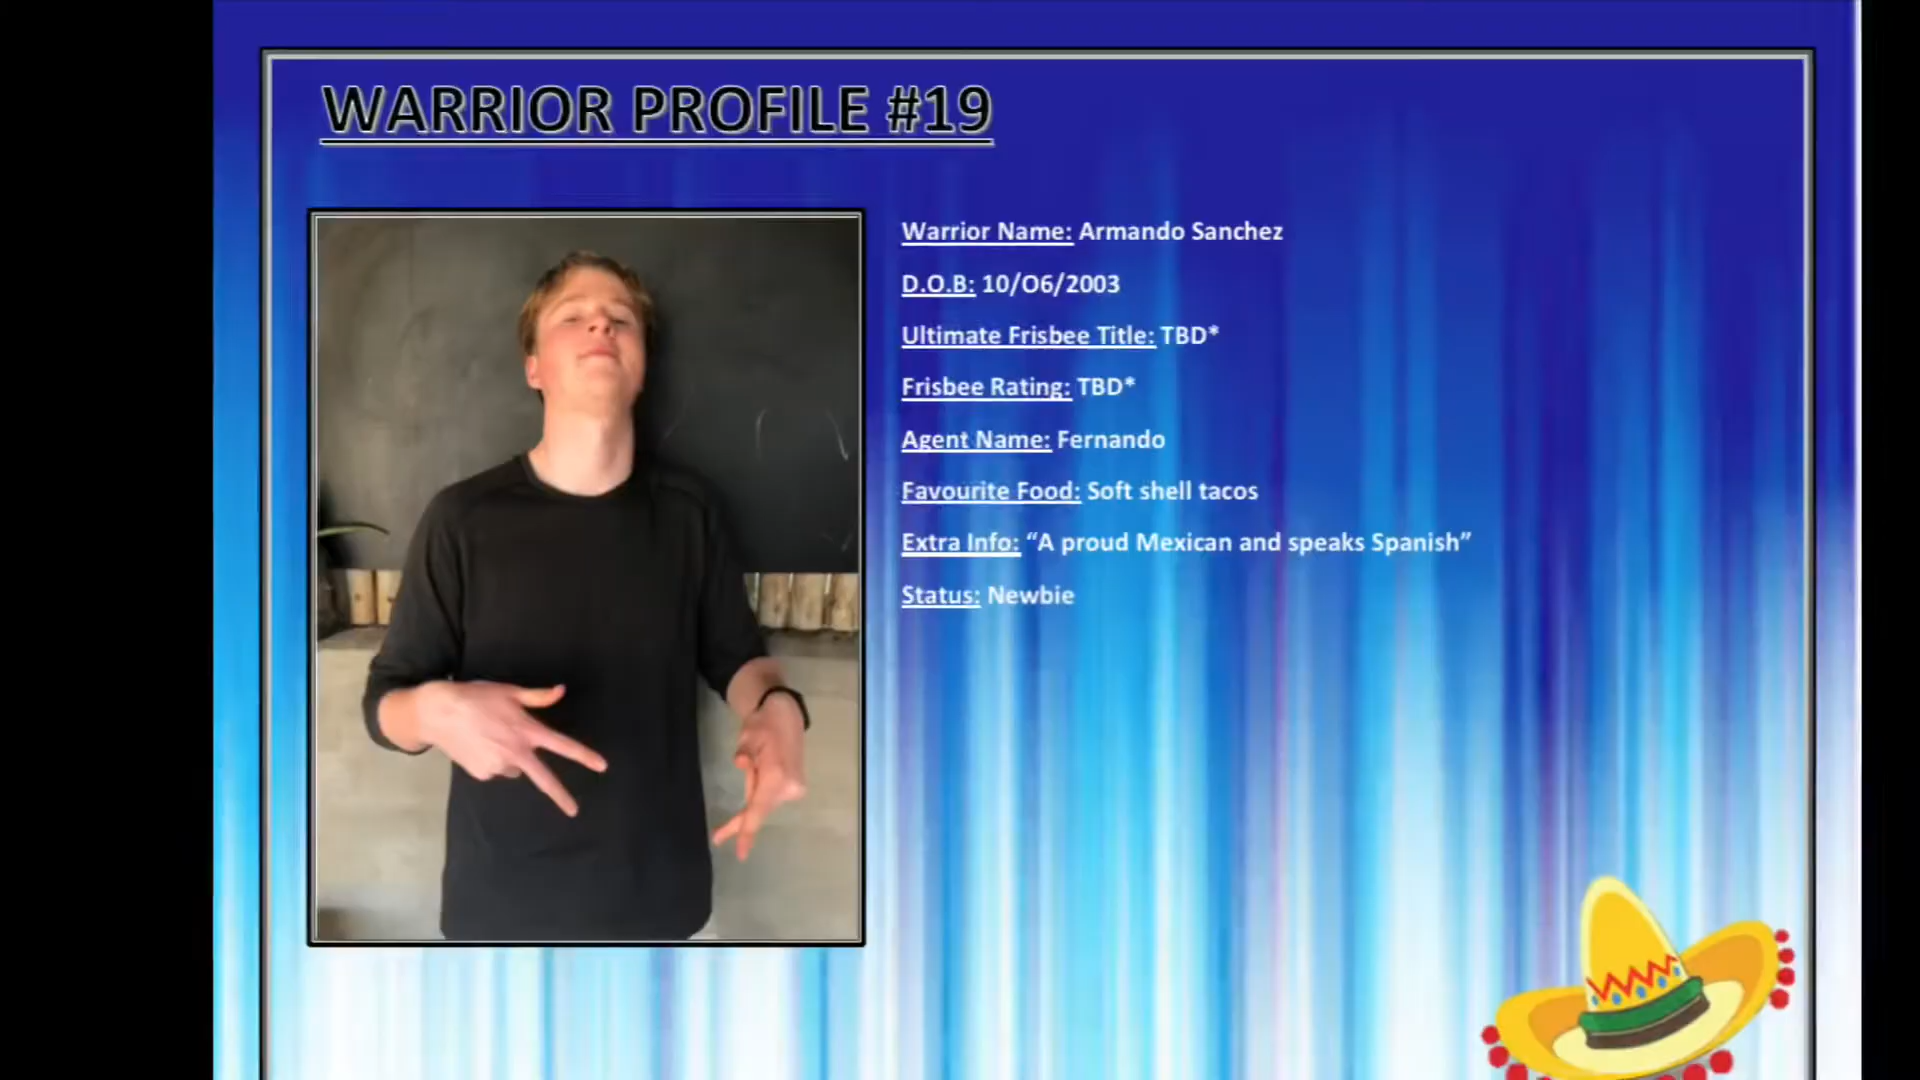 WARRIOR PROFILE #19
Warrior Name: Armando Sanchez
D.O.B: 10/O6/2003
Ultimate Frisbee Title: TBD*
Frisbee Rating: TBD*
Agent Name: Fernando
Favourite Food: Soft shell tacos
Extra Info: “A proud Mexican and speaks Spanish”
Status: Newbie